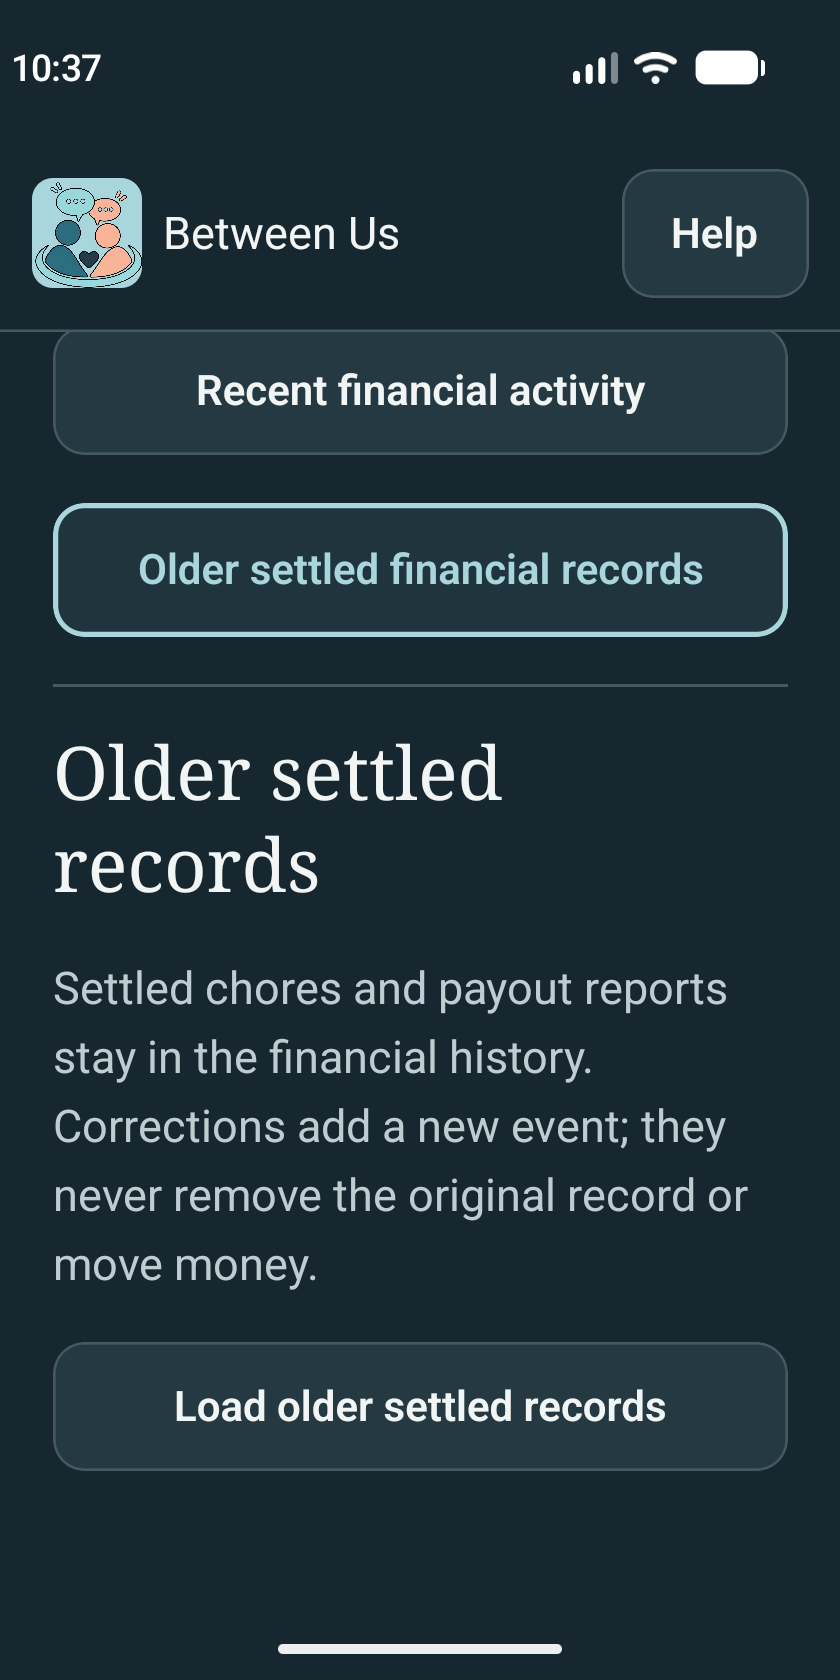 10:37
Between Us
Help
Recent financial activity
Older settled financial records
Older settled
records
Settled chores and payout reports
stay in the financial history.
Corrections add a new event; they
never remove the original record or
move money.
Load older settled records